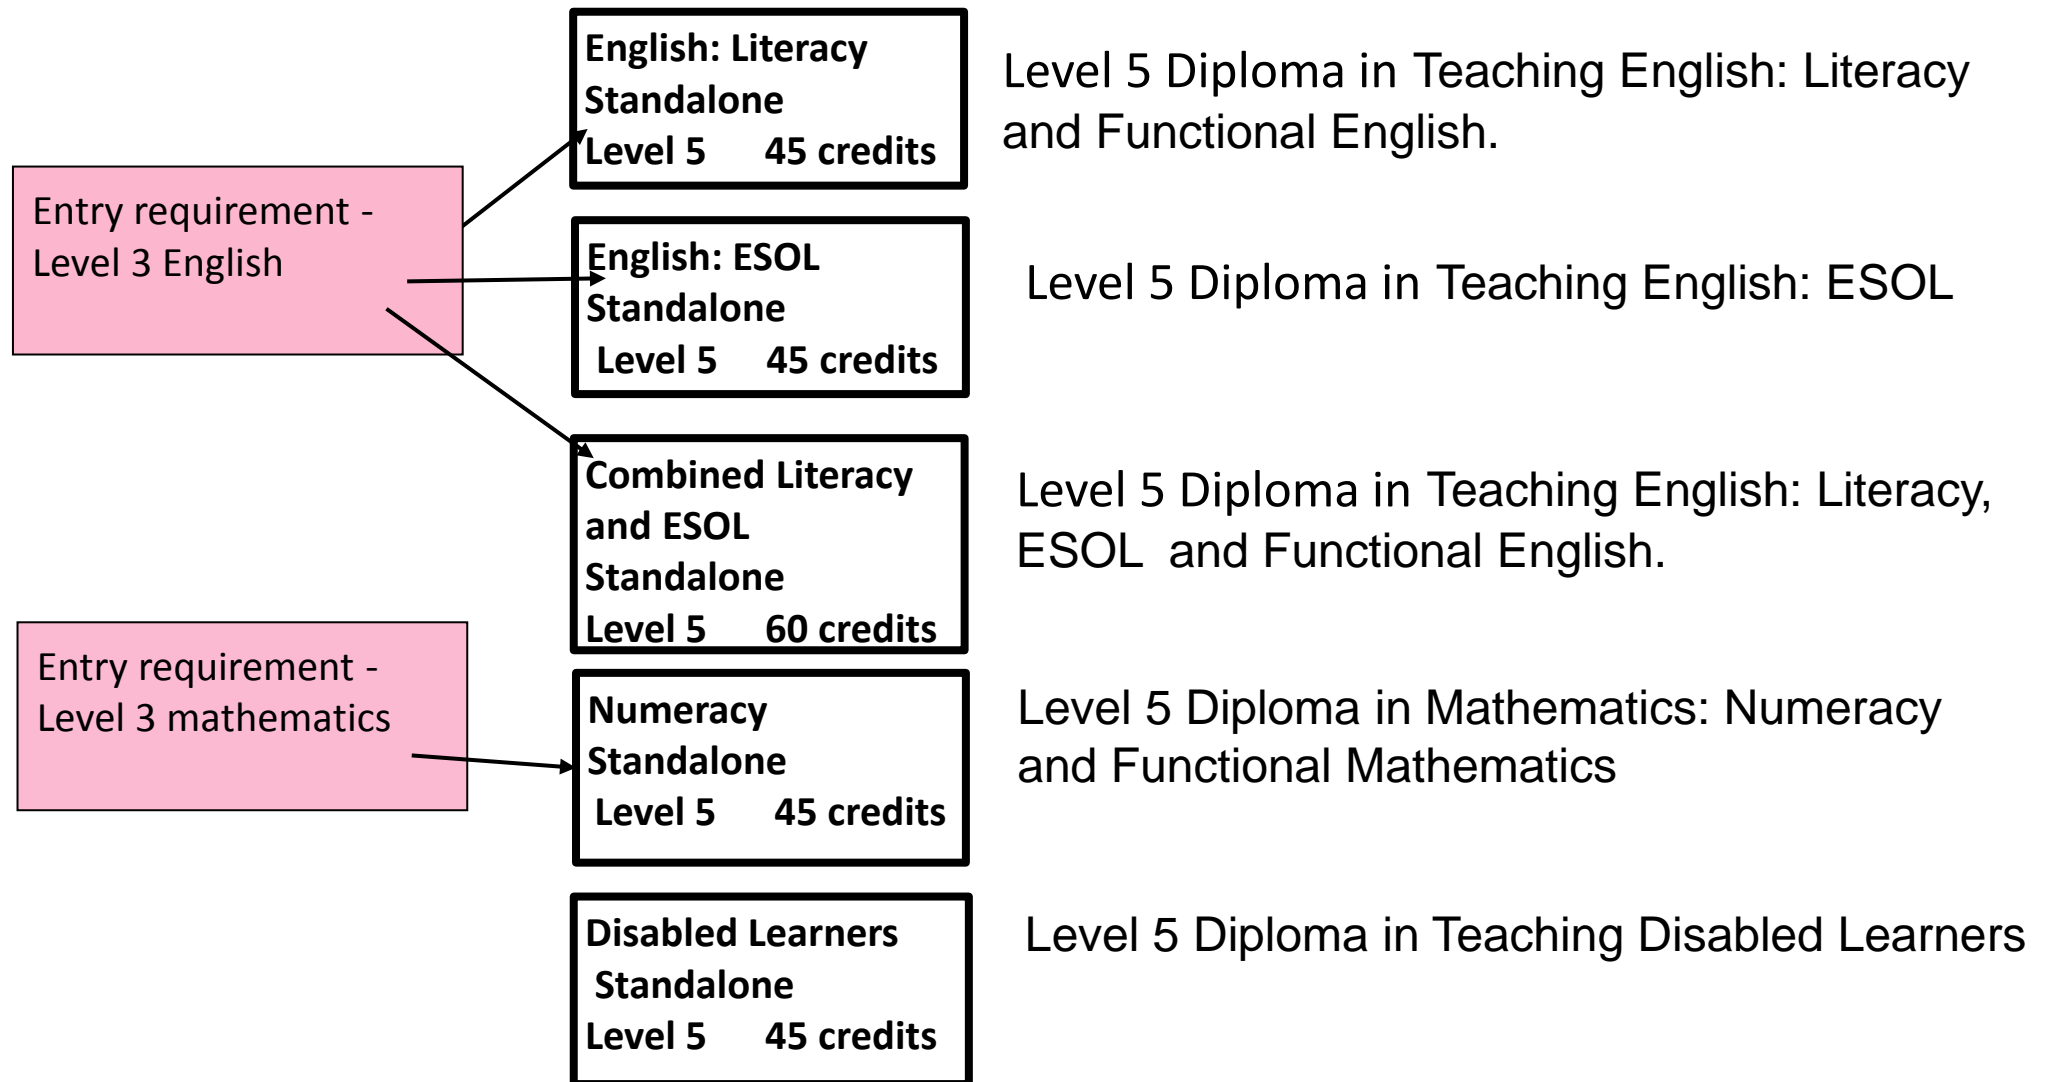 English: Literacy
Standalone
Level 5 45 credits
Level 5 Diploma in Teaching English: Literacy
and Functional English.
Entry requirement -
Level 3 English
English: ESOL
Standalone
Level 5 45 credits
Level 5 Diploma in Teaching English: ESOL
Combined Literacy
and ESOL
Standalone
Level 5 60 credits
Level 5 Diploma in Teaching English: Literacy,
ESOL and Functional English.
Entry requirement -
Level 3 mathematics
Numeracy
Standalone
Level 5 45 credits
Level 5 Diploma in Mathematics: Numeracy
and Functional Mathematics
Disabled Learners
Standalone
Level 5 45 credits
Level 5 Diploma in Teaching Disabled Learners